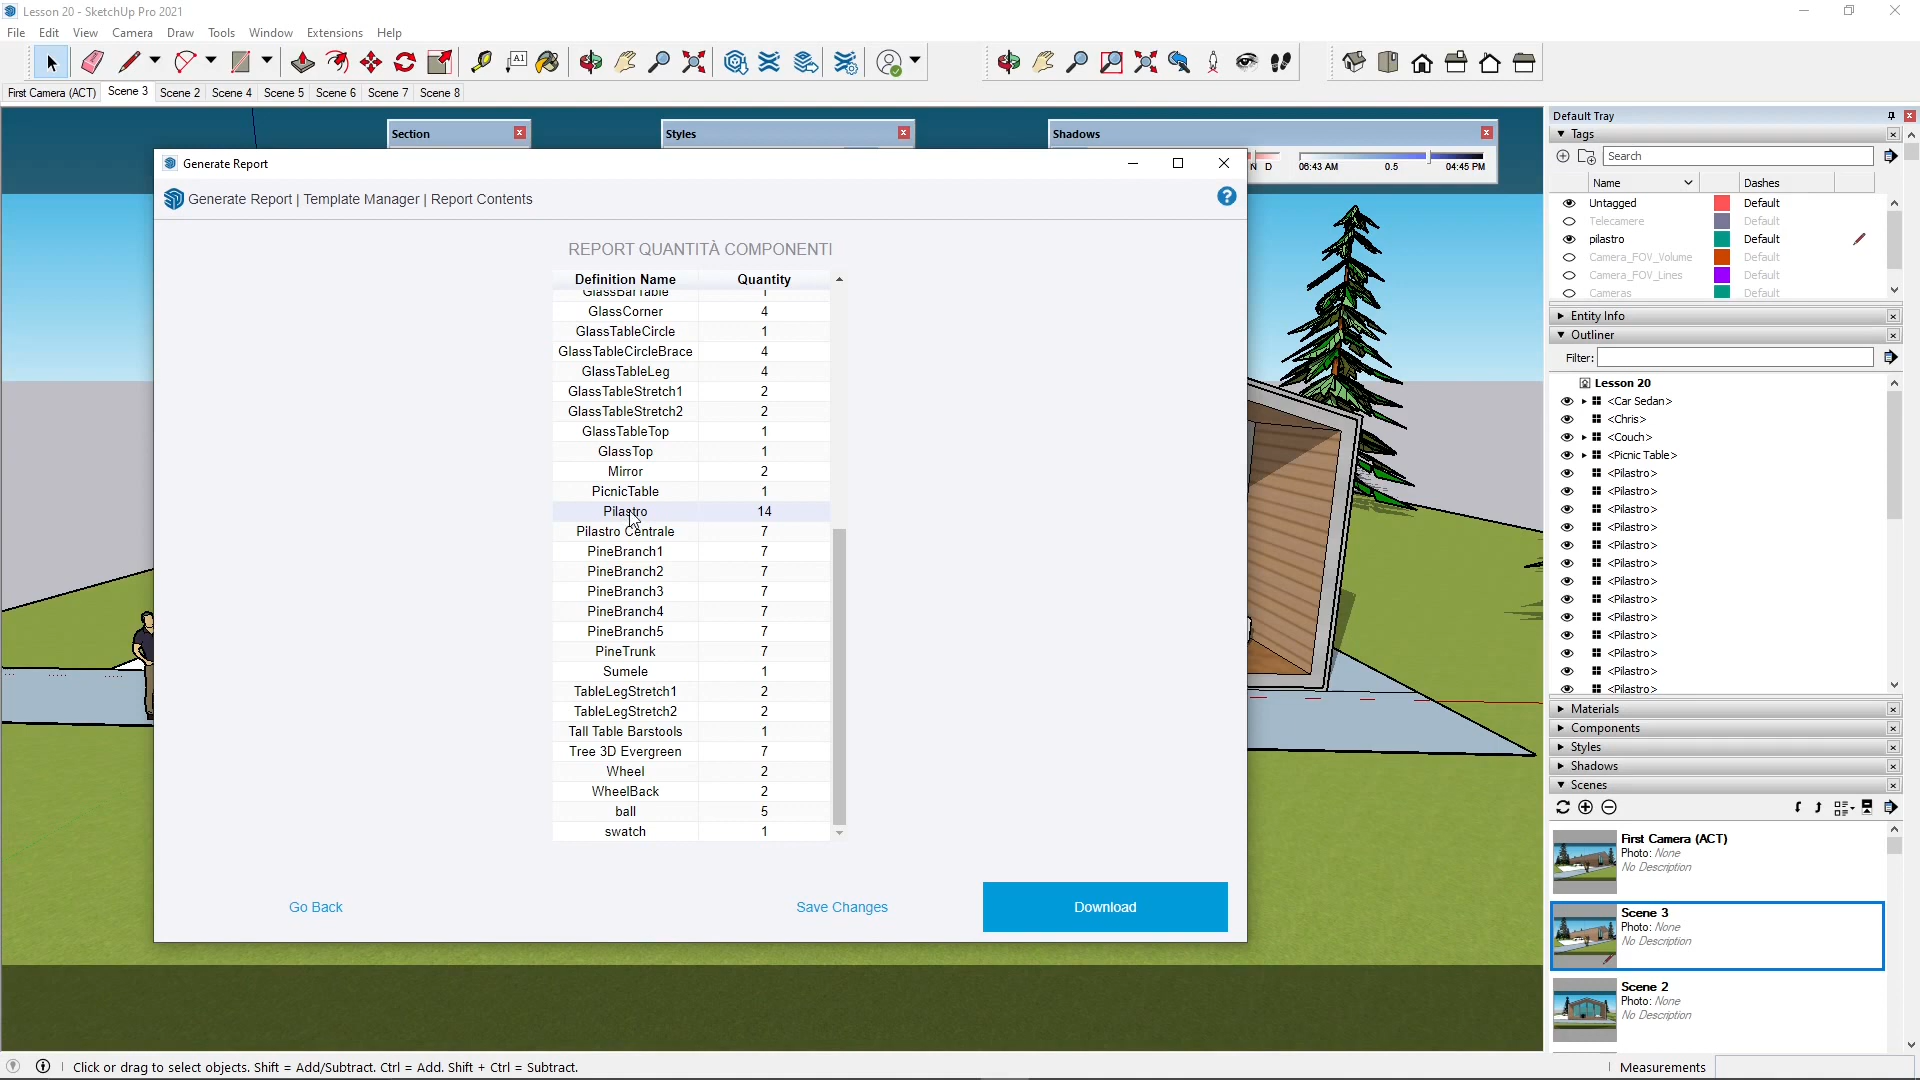 Lesson 20 - SketchUp Pro 2021
File Edit View Camera Draw Tools Window Extensions Help
A1
First Camera (ACT) Scene 3 Scene 2 Scene 4 Scene 5 Scene 6 Scene 7 Scene 8
Section
Styles
Shadows
N D 06:43 AM 0.5 04:45 PM
Generate Report
Generate Report | Template Manager | Report Contents
REPORT QUANTITÀ COMPONENTI
Definition Name Quantity
GlassBarTable 1
GlassCorner 4
GlassTableCircle 1
GlassTableCircleBrace 4
GlassTableLeg 4
GlassTableStretch1 2
GlassTableStretch2 2
GlassTableTop 1
GlassTop 1
Mirror 2
PicnicTable 1
Pilastro 14
Pilastro Centrale 7
PineBranch1 7
PineBranch2 7
PineBranch3 7
PineBranch4 7
PineBranch5 7
PineTrunk 7
Sumele 1
TableLegStretch1 2
TableLegStretch2 2
Tall Table Barstools 1
Tree 3D Evergreen 7
Wheel 2
WheelBack 2
ball 5
swatch 1
Go Back
Save Changes
Download
Default Tray
Tags
Search
Name Dashes
Untagged Default
Telecamere Default
pilastro Default
Camera_FOV_Volume Default
Camera_FOV_Lines Default
Cameras Default
Entity Info
Outliner
Filter:
Lesson 20
<Car Sedan>
<Chris>
<Couch>
<Picnic Table>
<Pilastro>
<Pilastro>
<Pilastro>
<Pilastro>
<Pilastro>
<Pilastro>
<Pilastro>
<Pilastro>
<Pilastro>
<Pilastro>
<Pilastro>
<Pilastro>
<Pilastro>
Materials
Components
Styles
Shadows
Scenes
First Camera (ACT)
Photo: None
No Description
Scene 3
Photo: None
No Description
Scene 2
Photo: None
No Description
Click or drag to select objects. Shift = Add/Subtract. Ctrl = Add. Shift + Ctrl = Subtract.
Measurements